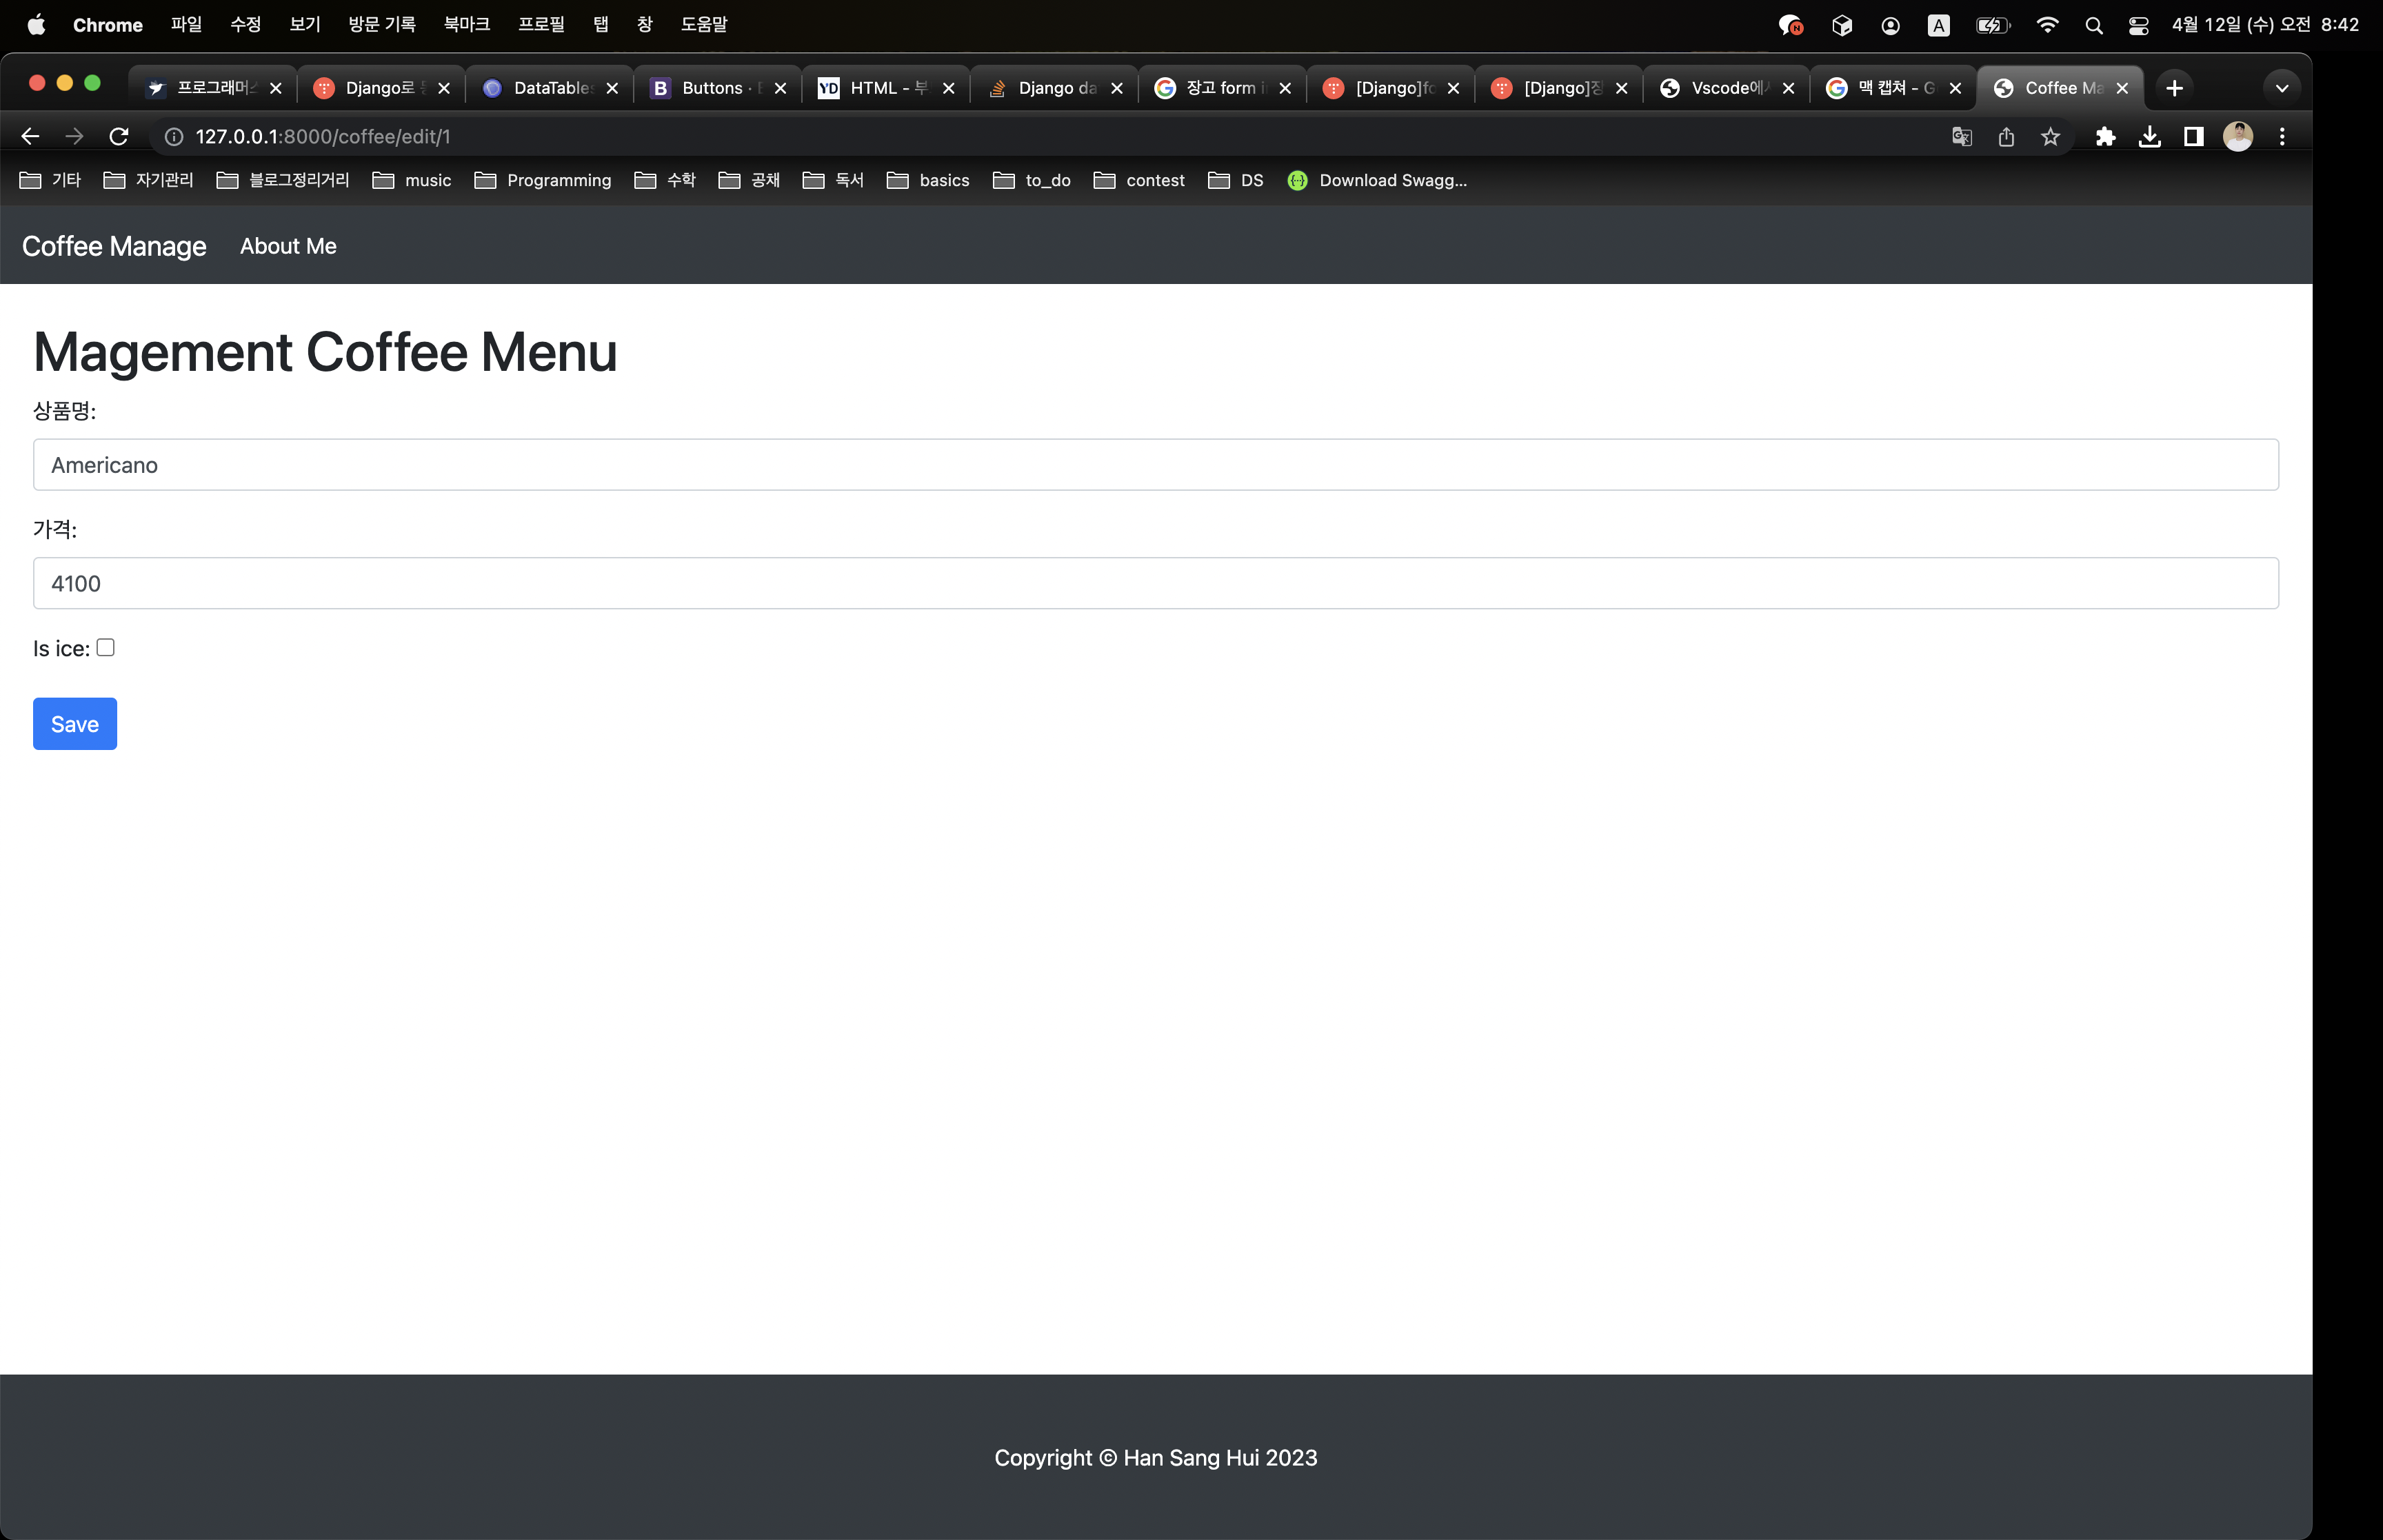 Chrome 파일 수정 보기 방문 기록 북마크 프로필 탭 창 도움말 A 4월 12일 (수) 오전 8:42
프로그래머스 Django로 DataTables Buttons · YD HTML - 부 Django da 장고 form i [Django]fo [Django]장 Vscode에서 맥 캡쳐 - G Coffee Ma
127.0.0.1:8000/coffee/edit/1
기타 자기관리 블로그정리거리 music Programming 수학 공채 독서 basics to_do contest DS Download Swagg...
Coffee Manage About Me
Magement Coffee Menu
상품명:
Americano
가격:
4100
Is ice:
Save
Copyright © Han Sang Hui 2023